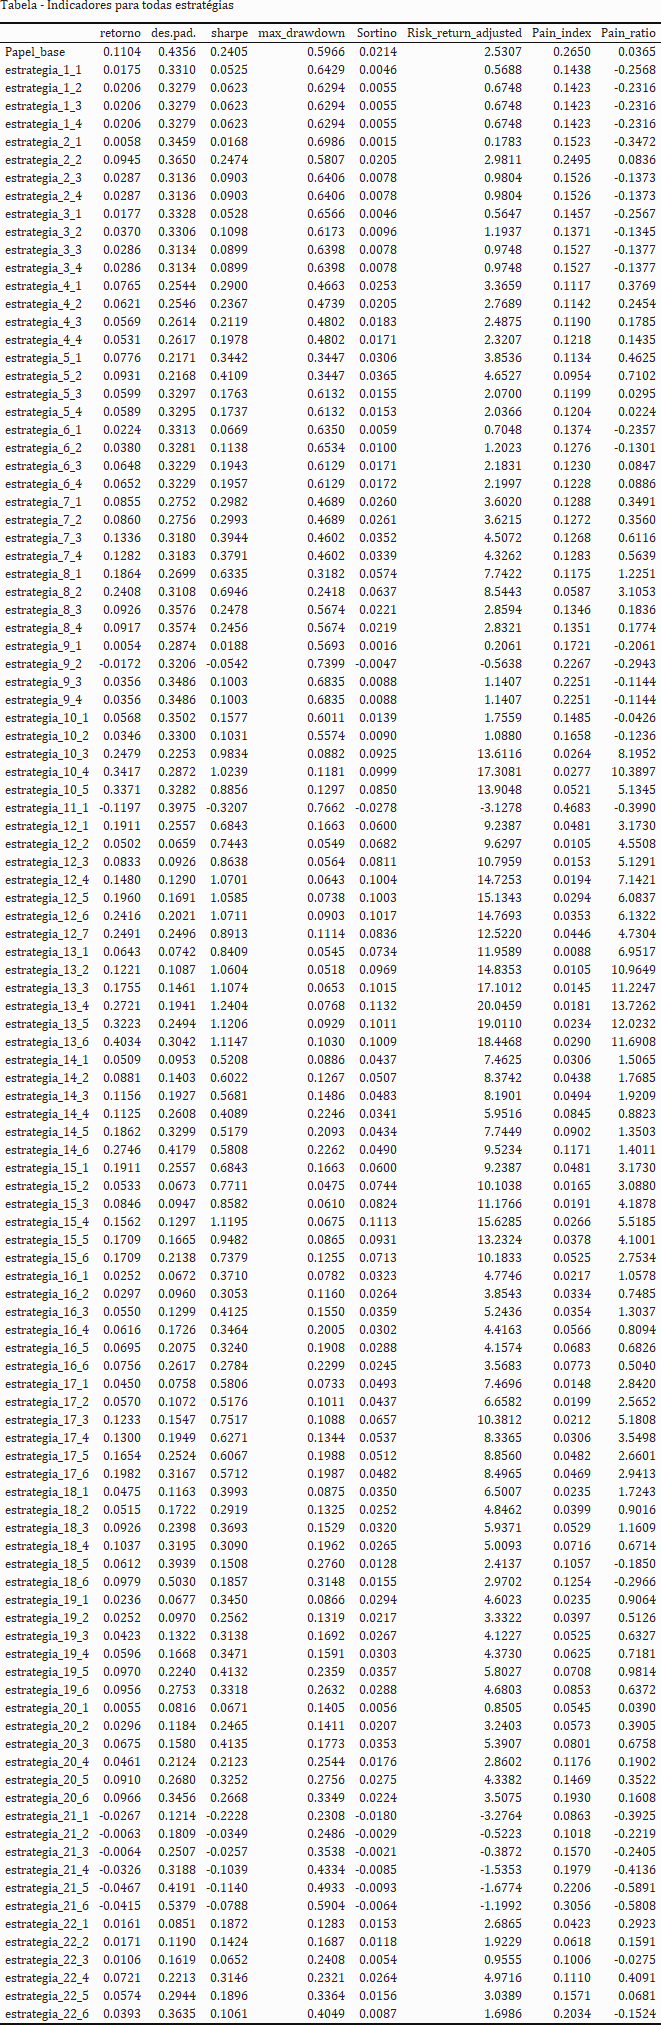 Tabela - Indicadores para todas estratégias
retorno des.pad. sharpe max_drawdown Sortino Risk_return_adjusted Pain_index Pain_ratio
Papel_base 0.1104 0.4356 0.2405 0.5966 0.0214 2.5307 0.2650 0.0365
estrategia_1_1 0.0175 0.3310 0.0525 0.6429 0.0046 0.5688 0.1438 -0.2568
estrategia_1_2 0.0206 0.3279 0.0623 0.6294 0.0055 0.6748 0.1423 -0.2316
estrategia_1_3 0.0206 0.3279 0.0623 0.6294 0.0055 0.6748 0.1423 -0.2316
estrategia_1_4 0.0206 0.3279 0.0623 0.6294 0.0055 0.6748 0.1423 -0.2316
estrategia_2_1 0.0058 0.3459 0.0168 0.6986 0.0015 0.1783 0.1523 -0.3472
estrategia_2_2 0.0945 0.3650 0.2474 0.5807 0.0205 2.9811 0.2495 0.0836
estrategia_2_3 0.0287 0.3136 0.0903 0.6406 0.0078 0.9804 0.1526 -0.1373
estrategia_2_4 0.0287 0.3136 0.0903 0.6406 0.0078 0.9804 0.1526 -0.1373
estrategia_3_1 0.0177 0.3328 0.0528 0.6566 0.0046 0.5647 0.1457 -0.2567
estrategia_3_2 0.0370 0.3306 0.1098 0.6173 0.0096 1.1937 0.1371 -0.1345
estrategia_3_3 0.0286 0.3134 0.0899 0.6398 0.0078 0.9748 0.1527 -0.1377
estrategia_3_4 0.0286 0.3134 0.0899 0.6398 0.0078 0.9748 0.1527 -0.1377
estrategia_4_1 0.0765 0.2544 0.2900 0.4663 0.0253 3.3659 0.1117 0.3769
estrategia_4_2 0.0621 0.2546 0.2367 0.4739 0.0205 2.7689 0.1142 0.2454
estrategia_4_3 0.0569 0.2614 0.2119 0.4802 0.0183 2.4875 0.1190 0.1785
estrategia_4_4 0.0531 0.2617 0.1978 0.4802 0.0171 2.3207 0.1218 0.1435
estrategia_5_1 0.0776 0.2171 0.3442 0.3447 0.0306 3.8536 0.1134 0.4625
estrategia_5_2 0.0931 0.2168 0.4109 0.3447 0.0365 4.6527 0.0954 0.7102
estrategia_5_3 0.0599 0.3297 0.1763 0.6132 0.0155 2.0700 0.1199 0.0295
estrategia_5_4 0.0589 0.3295 0.1737 0.6132 0.0153 2.0366 0.1204 0.0224
estrategia_6_1 0.0224 0.3313 0.0669 0.6350 0.0059 0.7048 0.1374 -0.2357
estrategia_6_2 0.0380 0.3281 0.1138 0.6534 0.0100 1.2023 0.1276 -0.1301
estrategia_6_3 0.0648 0.3229 0.1943 0.6129 0.0171 2.1831 0.1230 0.0847
estrategia_6_4 0.0652 0.3229 0.1957 0.6129 0.0172 2.1997 0.1228 0.0886
estrategia_7_1 0.0855 0.2752 0.2982 0.4689 0.0260 3.6020 0.1288 0.3491
estrategia_7_2 0.0860 0.2756 0.2993 0.4689 0.0261 3.6215 0.1272 0.3560
estrategia_7_3 0.1336 0.3180 0.3944 0.4602 0.0352 4.5072 0.1268 0.6116
estrategia_7_4 0.1282 0.3183 0.3791 0.4602 0.0339 4.3262 0.1283 0.5639
estrategia_8_1 0.1864 0.2699 0.6335 0.3182 0.0574 7.7422 0.1175 1.2251
estrategia_8_2 0.2408 0.3108 0.6946 0.2418 0.0637 8.5443 0.0587 3.1053
estrategia_8_3 0.0926 0.3576 0.2478 0.5674 0.0221 2.8594 0.1346 0.1836
estrategia_8_4 0.0917 0.3574 0.2456 0.5674 0.0219 2.8321 0.1351 0.1774
estrategia_9_1 0.0054 0.2874 0.0188 0.5693 0.0016 0.2061 0.1721 -0.2061
estrategia_9_2 -0.0172 0.3206 -0.0542 0.7399 -0.0047 -0.5638 0.2267 -0.2943
estrategia_9_3 0.0356 0.3486 0.1003 0.6835 0.0088 1.1407 0.2251 -0.1144
estrategia_9_4 0.0356 0.3486 0.1003 0.6835 0.0088 1.1407 0.2251 -0.1144
estrategia_10_1 0.0568 0.3502 0.1577 0.6011 0.0139 1.7559 0.1485 -0.0426
estrategia_10_2 0.0346 0.3300 0.1031 0.5574 0.0090 1.0880 0.1658 -0.1236
estrategia_10_3 0.2479 0.2253 0.9834 0.0882 0.0925 13.6116 0.0264 8.1952
estrategia_10_4 0.3417 0.2872 1.0239 0.1181 0.0999 17.3081 0.0277 10.3897
estrategia_10_5 0.3371 0.3282 0.8856 0.1297 0.0850 13.9048 0.0521 5.1345
estrategia_11_1 -0.1197 0.3975 -0.3207 0.7662 -0.0278 -3.1278 0.4683 -0.3990
estrategia_12_1 0.1911 0.2557 0.6843 0.1663 0.0600 9.2387 0.0481 3.1730
estrategia_12_2 0.0502 0.0659 0.7443 0.0549 0.0682 9.6297 0.0105 4.5508
estrategia_12_3 0.0833 0.0926 0.8638 0.0564 0.0811 10.7959 0.0153 5.1291
estrategia_12_4 0.1480 0.1290 1.0701 0.0643 0.1004 14.7253 0.0194 7.1421
estrategia_12_5 0.1960 0.1691 1.0585 0.0738 0.1003 15.1343 0.0294 6.0837
estrategia_12_6 0.2416 0.2021 1.0711 0.0903 0.1017 14.7693 0.0353 6.1322
estrategia_12_7 0.2491 0.2496 0.8913 0.1114 0.0836 12.5220 0.0446 4.7304
estrategia_13_1 0.0643 0.0742 0.8409 0.0545 0.0734 11.9589 0.0088 6.9517
estrategia_13_2 0.1221 0.1087 1.0604 0.0518 0.0969 14.8353 0.0105 10.9649
estrategia_13_3 0.1755 0.1461 1.1074 0.0653 0.1015 17.1012 0.0145 11.2247
estrategia_13_4 0.2721 0.1941 1.2404 0.0768 0.1132 20.0459 0.0181 13.7262
estrategia_13_5 0.3223 0.2494 1.1206 0.0929 0.1011 19.0110 0.0234 12.0232
estrategia_13_6 0.4034 0.3042 1.1147 0.1030 0.1009 18.4468 0.0290 11.6908
estrategia_14_1 0.0509 0.0953 0.5208 0.0886 0.0437 7.4625 0.0306 1.5065
estrategia_14_2 0.0881 0.1403 0.6022 0.1267 0.0507 8.3742 0.0438 1.7685
estrategia_14_3 0.1156 0.1927 0.5681 0.1486 0.0483 8.1901 0.0494 1.9209
estrategia_14_4 0.1125 0.2608 0.4089 0.2246 0.0341 5.9516 0.0845 0.8823
estrategia_14_5 0.1862 0.3299 0.5179 0.2093 0.0434 7.7449 0.0902 1.3503
estrategia_14_6 0.2746 0.4179 0.5808 0.2262 0.0490 9.5234 0.1171 1.4011
estrategia_15_1 0.1911 0.2557 0.6843 0.1663 0.0600 9.2387 0.0481 3.1730
estrategia_15_2 0.0533 0.0673 0.7711 0.0475 0.0744 10.1038 0.0165 3.0880
estrategia_15_3 0.0846 0.0947 0.8582 0.0610 0.0824 11.1766 0.0191 4.1878
estrategia_15_4 0.1562 0.1297 1.1195 0.0675 0.1113 15.6285 0.0266 5.5185
estrategia_15_5 0.1709 0.1665 0.9482 0.0865 0.0931 13.2324 0.0378 4.1001
estrategia_15_6 0.1709 0.2138 0.7379 0.1255 0.0713 10.1833 0.0525 2.7534
estrategia_16_1 0.0252 0.0672 0.3710 0.0782 0.0323 4.7746 0.0217 1.0578
estrategia_16_2 0.0297 0.0960 0.3053 0.1160 0.0264 3.8543 0.0334 0.7485
estrategia_16_3 0.0550 0.1299 0.4125 0.1550 0.0359 5.2436 0.0354 1.3037
estrategia_16_4 0.0616 0.1726 0.3464 0.2005 0.0302 4.4163 0.0566 0.8094
estrategia_16_5 0.0695 0.2075 0.3240 0.1908 0.0288 4.1574 0.0683 0.6826
estrategia_16_6 0.0756 0.2617 0.2784 0.2299 0.0245 3.5683 0.0773 0.5040
estrategia_17_1 0.0450 0.0758 0.5806 0.0733 0.0493 7.4696 0.0148 2.8420
estrategia_17_2 0.0570 0.1072 0.5176 0.1011 0.0437 6.6582 0.0199 2.5652
estrategia_17_3 0.1233 0.1547 0.7517 0.1088 0.0657 10.3812 0.0212 5.1808
estrategia_17_4 0.1300 0.1949 0.6271 0.1344 0.0537 8.3365 0.0306 3.5498
estrategia_17_5 0.1654 0.2524 0.6067 0.1988 0.0512 8.8560 0.0482 2.6601
estrategia_17_6 0.1982 0.3167 0.5712 0.1987 0.0482 8.4965 0.0469 2.9413
estrategia_18_1 0.0475 0.1163 0.3993 0.0875 0.0350 6.5007 0.0235 1.7243
estrategia_18_2 0.0515 0.1722 0.2919 0.1325 0.0252 4.8462 0.0399 0.9016
estrategia_18_3 0.0926 0.2398 0.3693 0.1529 0.0320 5.9371 0.0529 1.1609
estrategia_18_4 0.1037 0.3195 0.3090 0.1962 0.0265 5.0093 0.0716 0.6714
estrategia_18_5 0.0612 0.3939 0.1508 0.2760 0.0128 2.4137 0.1057 -0.1850
estrategia_18_6 0.0979 0.5030 0.1857 0.3148 0.0155 2.9702 0.1254 -0.2966
estrategia_19_1 0.0236 0.0677 0.3450 0.0866 0.0294 4.6023 0.0235 0.9064
estrategia_19_2 0.0252 0.0970 0.2562 0.1319 0.0217 3.3322 0.0397 0.5126
estrategia_19_3 0.0423 0.1322 0.3138 0.1692 0.0267 4.1227 0.0525 0.6327
estrategia_19_4 0.0596 0.1668 0.3471 0.1591 0.0303 4.3730 0.0625 0.7181
estrategia_19_5 0.0970 0.2240 0.4132 0.2359 0.0357 5.8027 0.0708 0.9814
estrategia_19_6 0.0956 0.2753 0.3318 0.2632 0.0288 4.6803 0.0853 0.6372
estrategia_20_1 0.0055 0.0816 0.0671 0.1405 0.0056 0.8505 0.0545 0.0390
estrategia_20_2 0.0296 0.1184 0.2465 0.1411 0.0207 3.2403 0.0573 0.3905
estrategia_20_3 0.0675 0.1580 0.4135 0.1773 0.0353 5.3907 0.0801 0.6758
estrategia_20_4 0.0461 0.2124 0.2123 0.2544 0.0176 2.8602 0.1176 0.1902
estrategia_20_5 0.0910 0.2680 0.3252 0.2756 0.0275 4.3382 0.1469 0.3522
estrategia_20_6 0.0966 0.3456 0.2668 0.3349 0.0224 3.5075 0.1930 0.1608
estrategia_21_1 -0.0267 0.1214 -0.2228 0.2308 -0.0180 -3.2764 0.0863 -0.3925
estrategia_21_2 -0.0063 0.1809 -0.0349 0.2486 -0.0029 -0.5223 0.1018 -0.2219
estrategia_21_3 -0.0064 0.2507 -0.0257 0.3538 -0.0021 -0.3872 0.1570 -0.2405
estrategia_21_4 -0.0326 0.3188 -0.1039 0.4334 -0.0085 -1.5353 0.1979 -0.4136
estrategia_21_5 -0.0467 0.4191 -0.1140 0.4933 -0.0093 -1.6774 0.2206 -0.5891
estrategia_21_6 -0.0415 0.5379 -0.0788 0.5904 -0.0064 -1.1992 0.3056 -0.5808
estrategia_22_1 0.0161 0.0851 0.1872 0.1283 0.0153 2.6865 0.0423 0.2923
estrategia_22_2 0.0171 0.1190 0.1424 0.1687 0.0118 1.9229 0.0618 0.1591
estrategia_22_3 0.0106 0.1619 0.0652 0.2408 0.0054 0.9555 0.1006 -0.0275
estrategia_22_4 0.0721 0.2213 0.3146 0.2321 0.0264 4.9716 0.1110 0.4091
estrategia_22_5 0.0574 0.2944 0.1896 0.3364 0.0156 3.0389 0.1571 0.0681
estrategia_22_6 0.0393 0.3635 0.1061 0.4049 0.0087 1.6986 0.2034 -0.1524